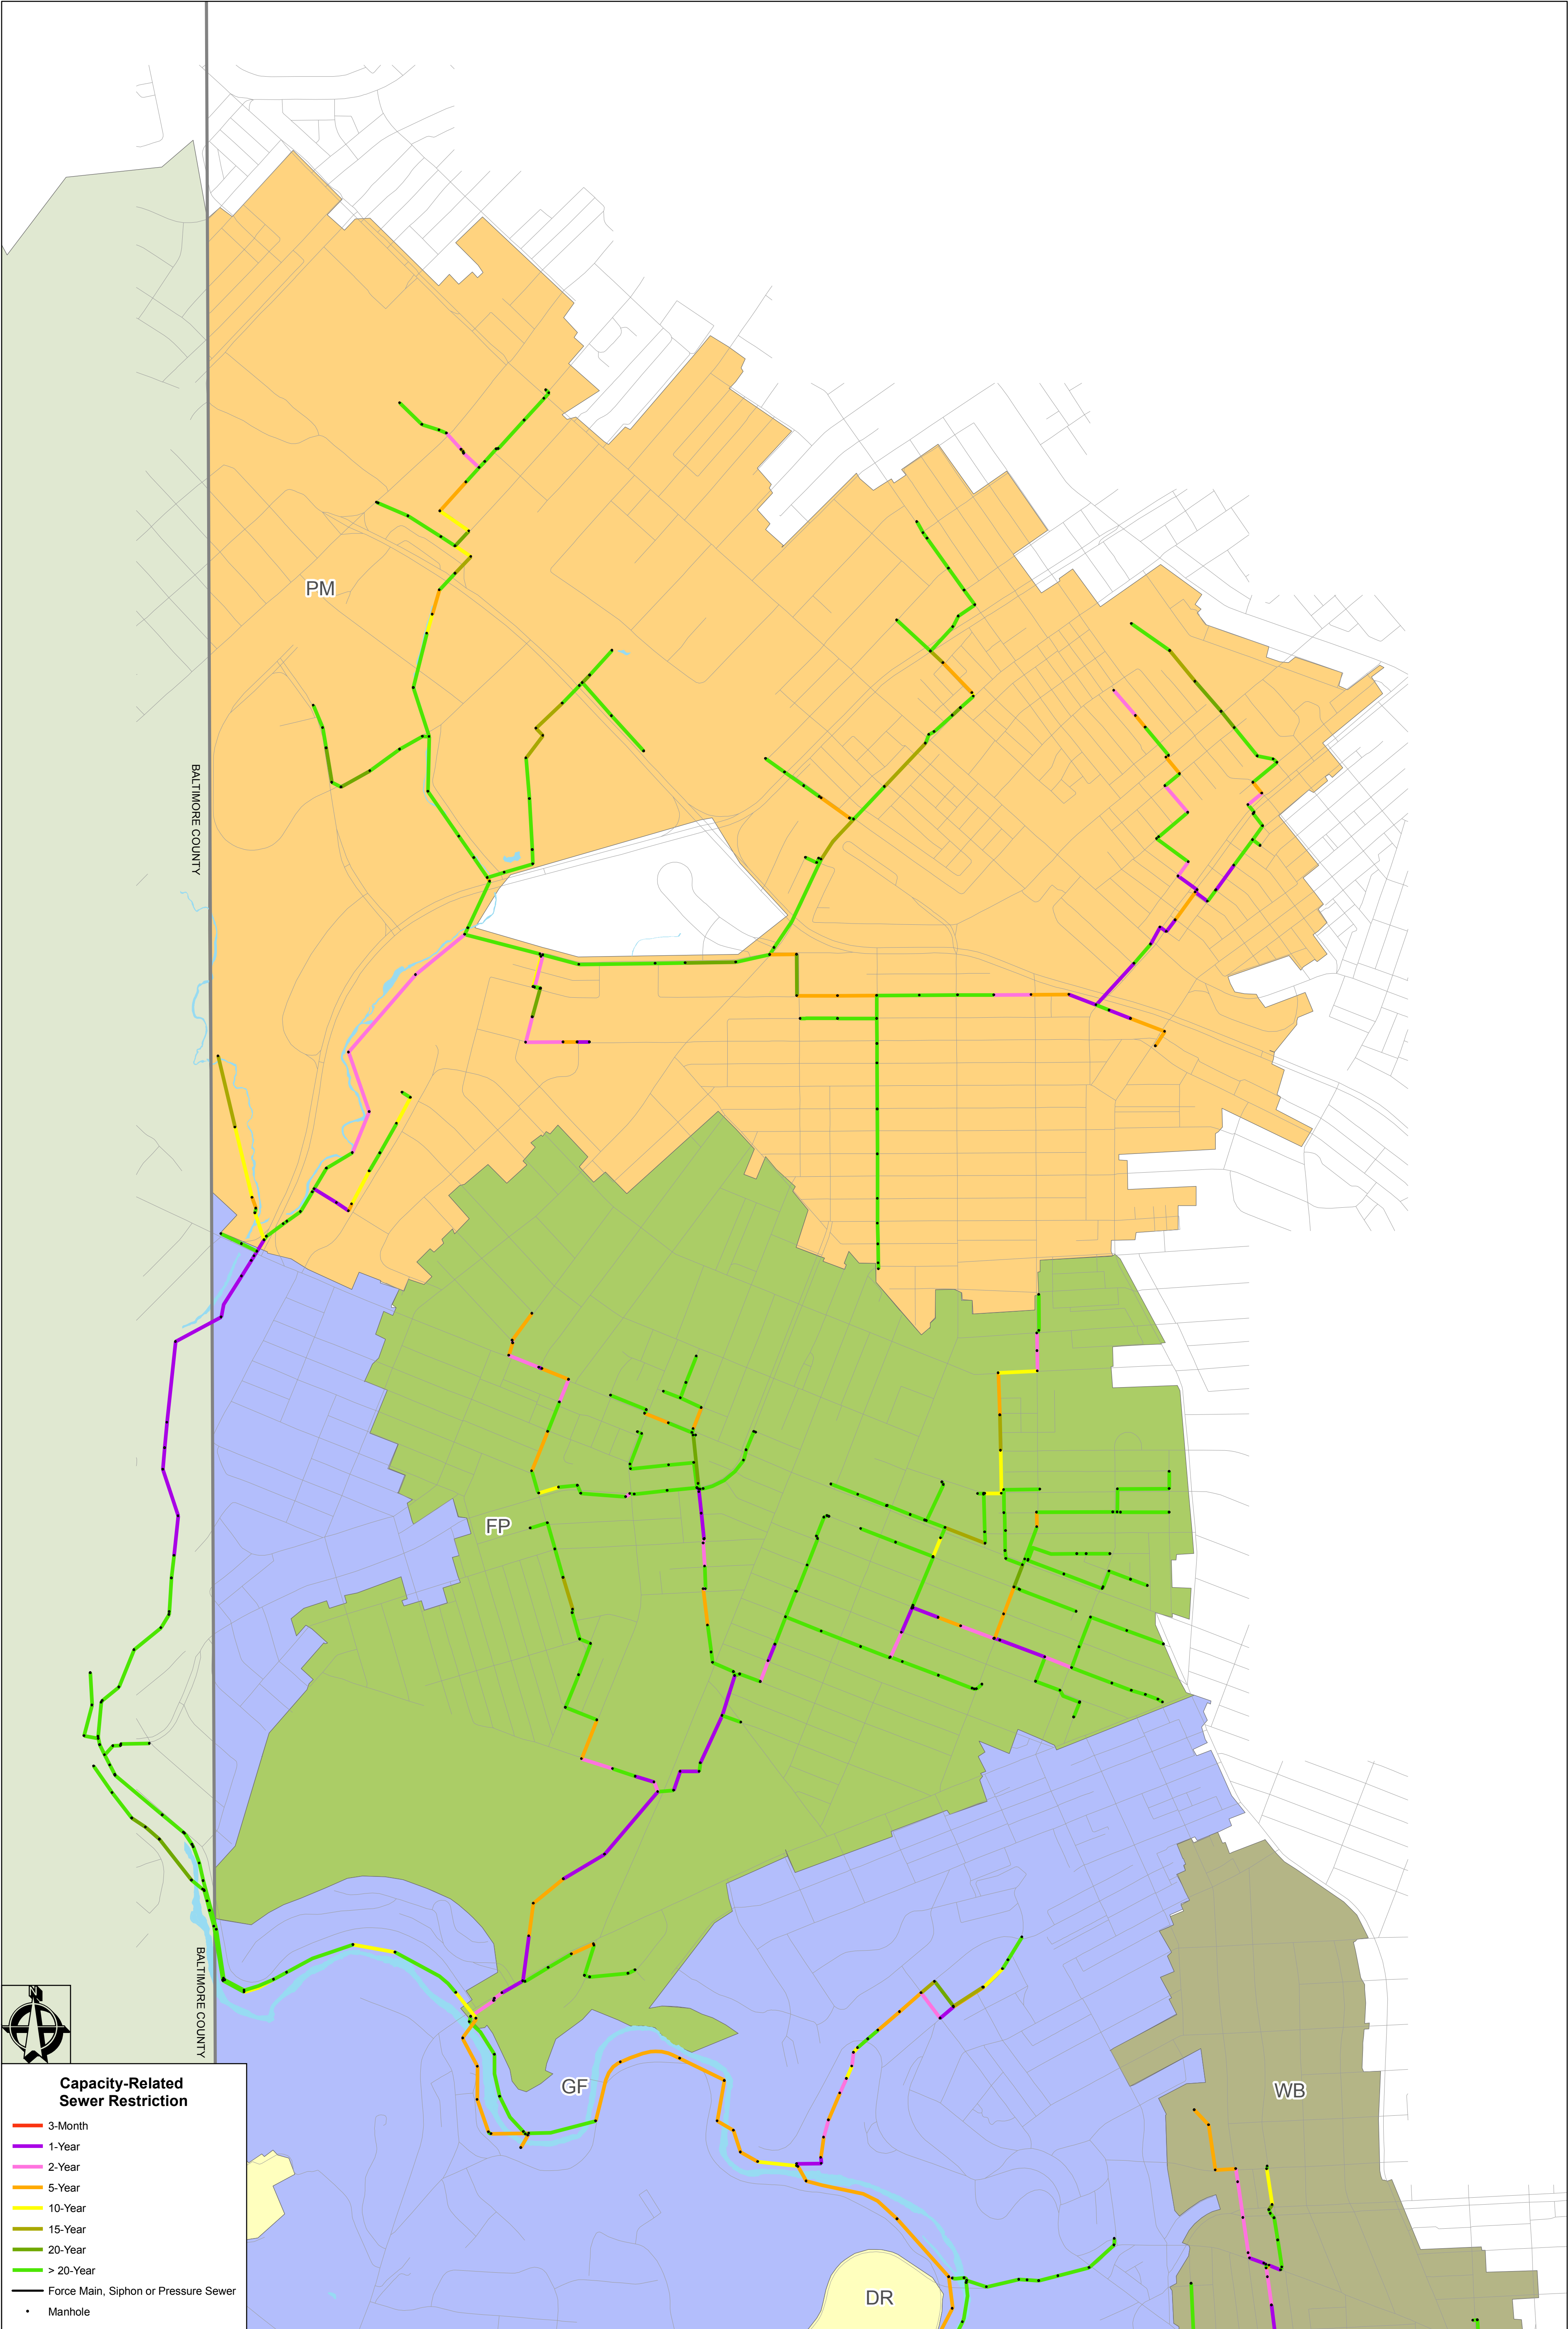 PM
BALTIMORE COUNTY
FP
BALTIMORE COUNTY
N
GF
WB
DR
Capacity-Related
Sewer Restriction
3-Month
1-Year
2-Year
5-Year
10-Year
15-Year
20-Year
> 20-Year
Force Main, Siphon or Pressure Sewer
Manhole